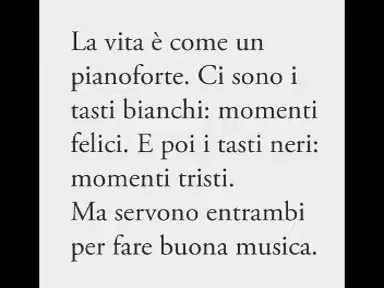 La vita è come un
pianoforte. Ci sono i
tasti bianchi: momenti
felici. E poi i tasti neri:
momenti tristi.
Ma servono entrambi
per fare buona musica.